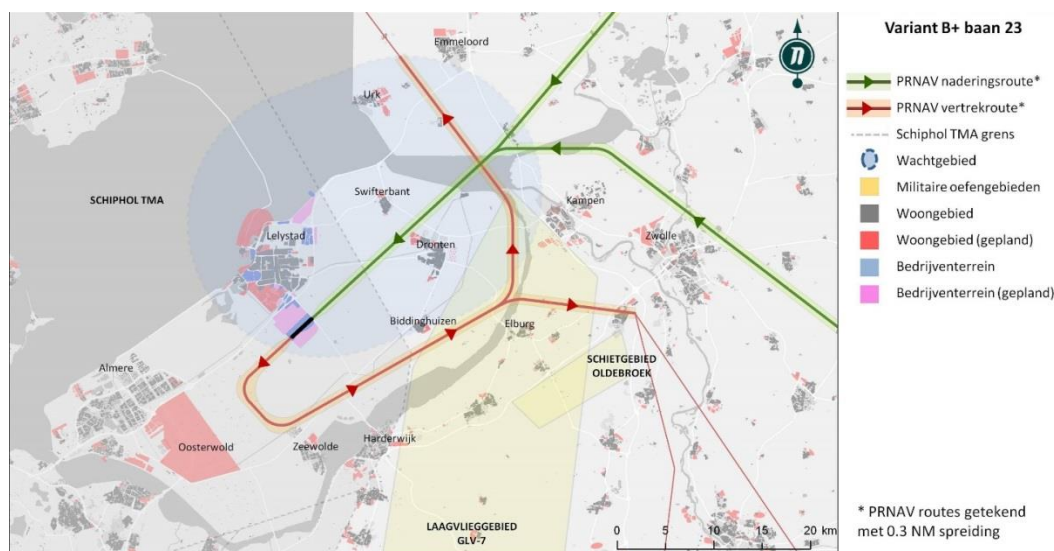 Variant B+ baan 23
PRNAV naderingsroute*
PRNAV vertrekroute*
Schiphol TMA grens
Wachtgebied
Militaire oefengebieden
Woongebied
Woongebied (gepland)
Bedrijventerrein
Bedrijventerrein (gepland)
* PRNAV routes getekend
met 0.3 NM spreiding
Emmeloord
n
Urk
SCHIPHOL TMA
Swifterbant
Kampen
Lelystad
Dronten
Zwolle
Biddinghuizen
Elburg
Almere
SCHIETGEBIED
OLDEBROEK
Oosterwold
Zeewolde
Harderwijk
LAAGVLIEGGEBIED
GLV-7
0 5 10 15 20 km